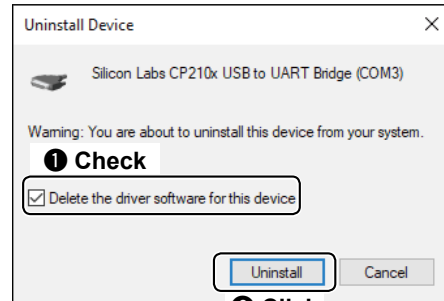 Uninstall Device
Silicon Labs CP210x USB to UART Bridge (COM3)
Warning: You are about to uninstall this device from your system.
❶ Check
Delete the driver software for this device
Uninstall
Cancel